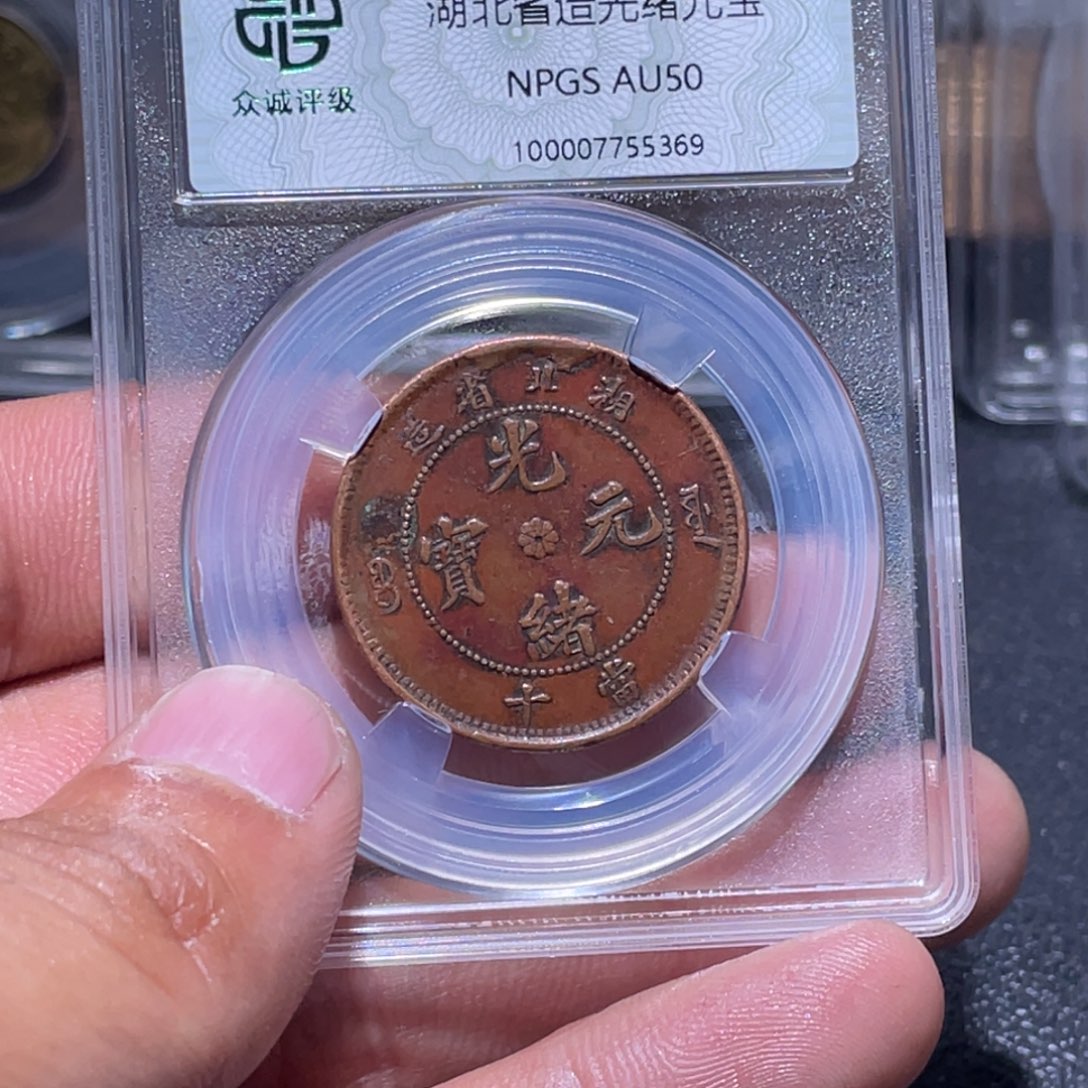 湖北省造光绪元宝
众诚评级
NPGS AU50
100007755369
湖北省造
光緒元寶
當十